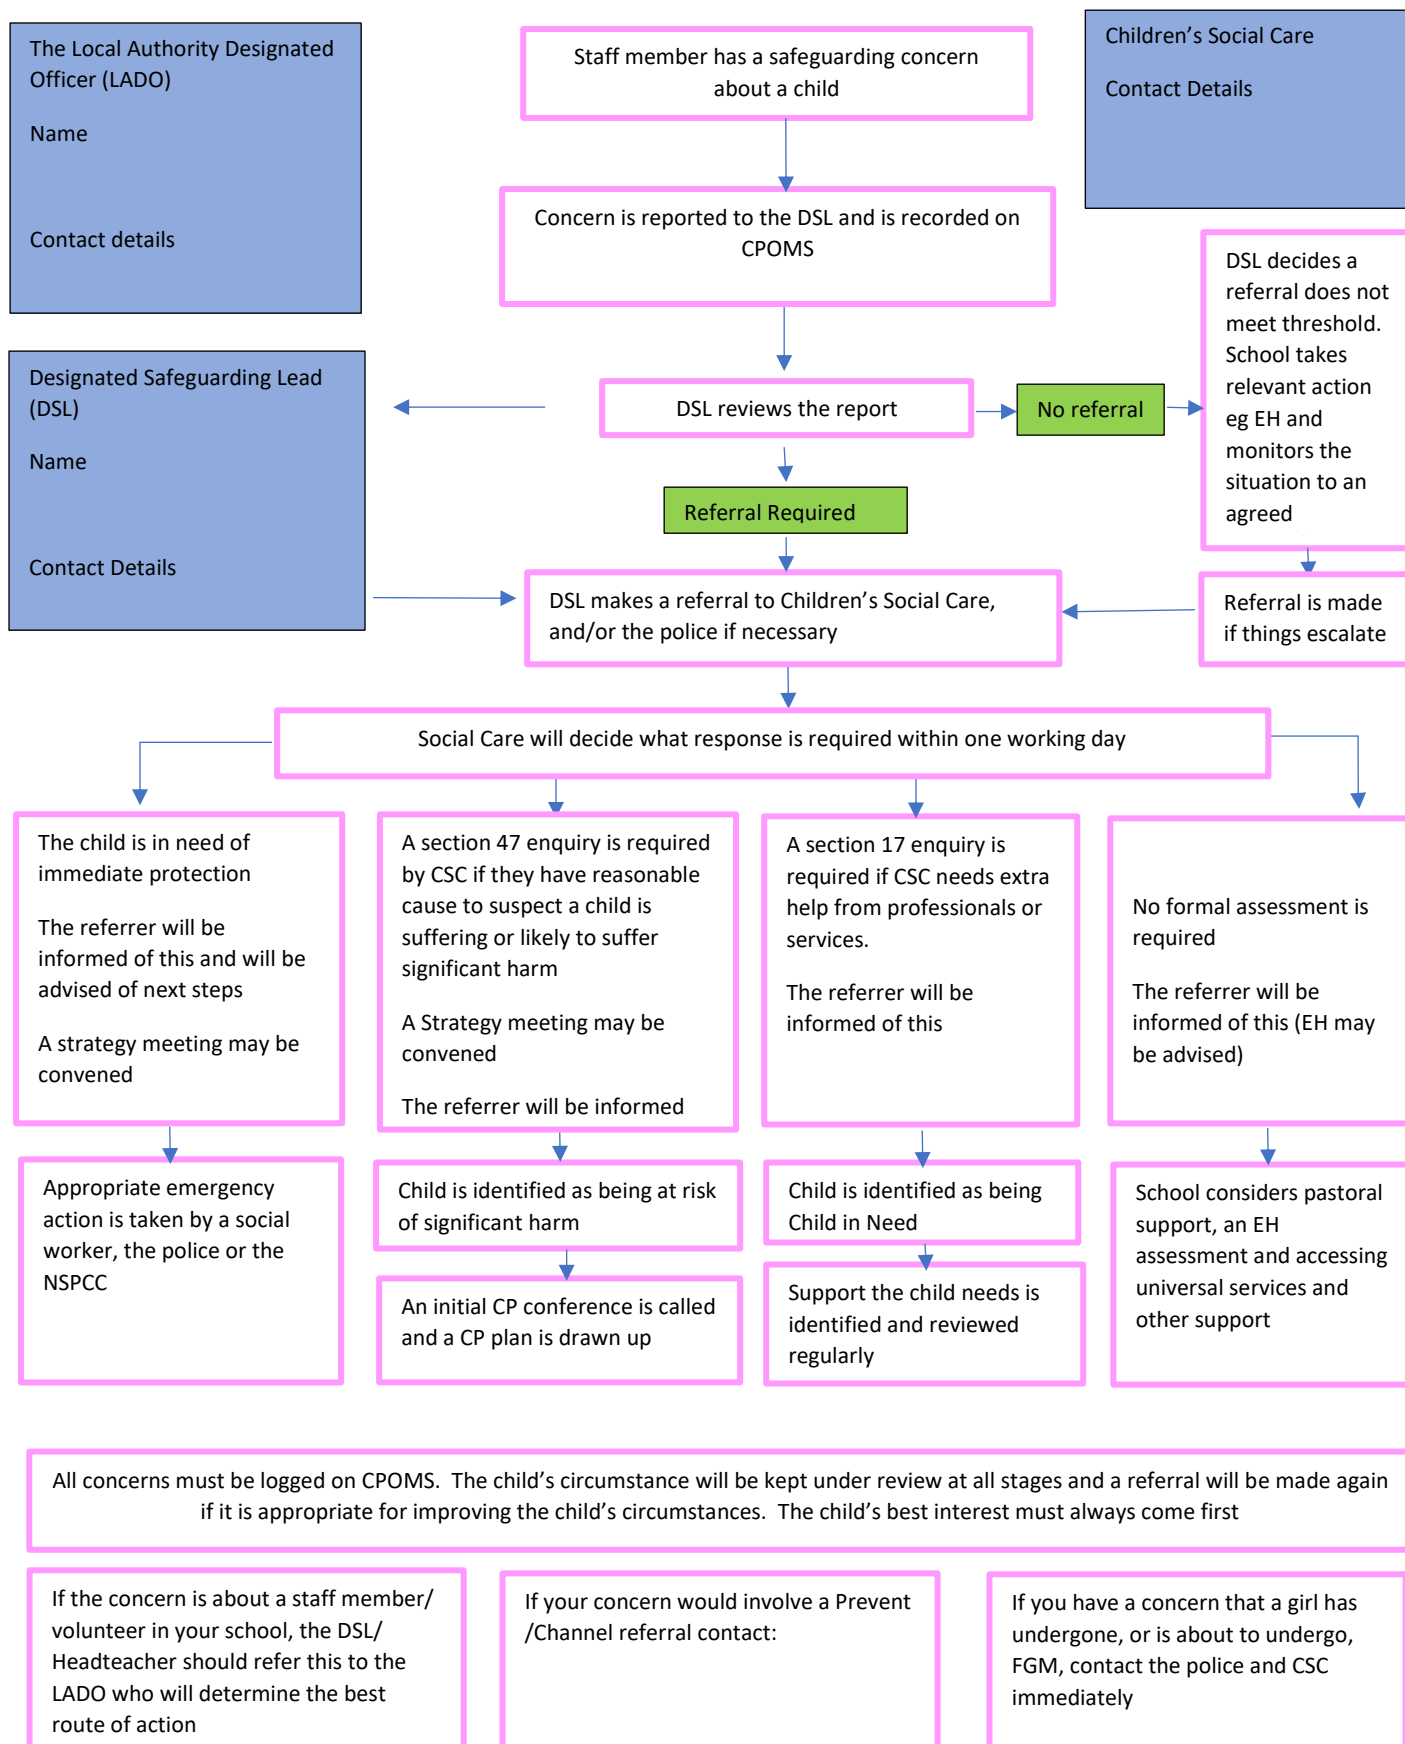 The Local Authority Designated
Officer (LADO)
Name
Contact details
Staff member has a safeguarding concern
about a child
Children’s Social Care
Contact Details
Concern is reported to the DSL and is recorded on
CPOMS
DSL decides a
referral does not
meet threshold.
School takes
relevant action
eg EH and
monitors the
situation to an
agreed
Designated Safeguarding Lead
(DSL)
Name
Contact Details
DSL reviews the report
No referral
Referral Required
DSL makes a referral to Children’s Social Care,
and/or the police if necessary
Referral is made
if things escalate
Social Care will decide what response is required within one working day
The child is in need of
immediate protection
The referrer will be
informed of this and will be
advised of next steps
A strategy meeting may be
convened
A section 47 enquiry is required
by CSC if they have reasonable
cause to suspect a child is
suffering or likely to suffer
significant harm
A Strategy meeting may be
convened
The referrer will be informed
A section 17 enquiry is
required if CSC needs extra
help from professionals or
services.
The referrer will be
informed of this
No formal assessment is
required
The referrer will be
informed of this (EH may
be advised)
Appropriate emergency
action is taken by a social
worker, the police or the
NSPCC
Child is identified as being at risk
of significant harm
An initial CP conference is called
and a CP plan is drawn up
Child is identified as being
Child in Need
Support the child needs is
identified and reviewed
regularly
School considers pastoral
support, an EH
assessment and accessing
universal services and
other support
All concerns must be logged on CPOMS.  The child’s circumstance will be kept under review at all stages and a referral will be made again
if it is appropriate for improving the child’s circumstances.  The child’s best interest must always come first
If the concern is about a staff member/
volunteer in your school, the DSL/
Headteacher should refer this to the
LADO who will determine the best
route of action
If your concern would involve a Prevent
/Channel referral contact:
If you have a concern that a girl has
undergone, or is about to undergo,
FGM, contact the police and CSC
immediately